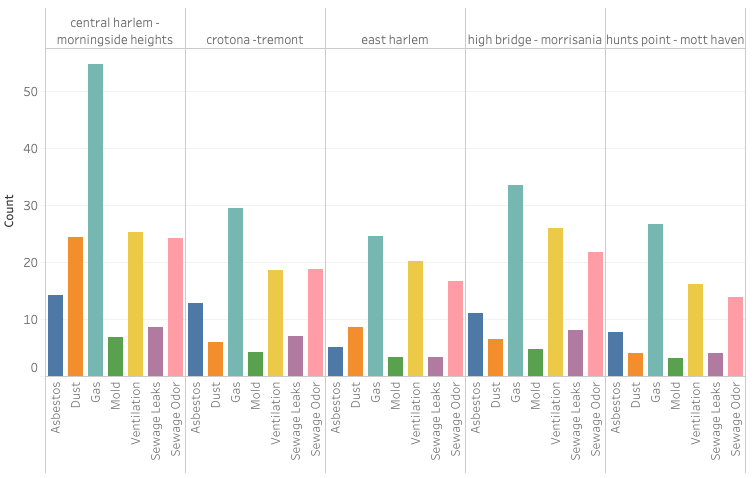 central harlem -
morningside heights
crotona -tremont
east harlem
high bridge - morrisania
hunts point - mott haven
50
40
30
20
10
0
Count
Asbestos
Dust
Gas
Mold
Ventilation
Sewage Leaks
Sewage Odor
Asbestos
Dust
Gas
Mold
Ventilation
Sewage Leaks
Sewage Odor
Asbestos
Dust
Gas
Mold
Ventilation
Sewage Leaks
Sewage Odor
Asbestos
Dust
Gas
Mold
Ventilation
Sewage Leaks
Sewage Odor
Asbestos
Dust
Gas
Mold
Ventilation
Sewage Leaks
Sewage Odor